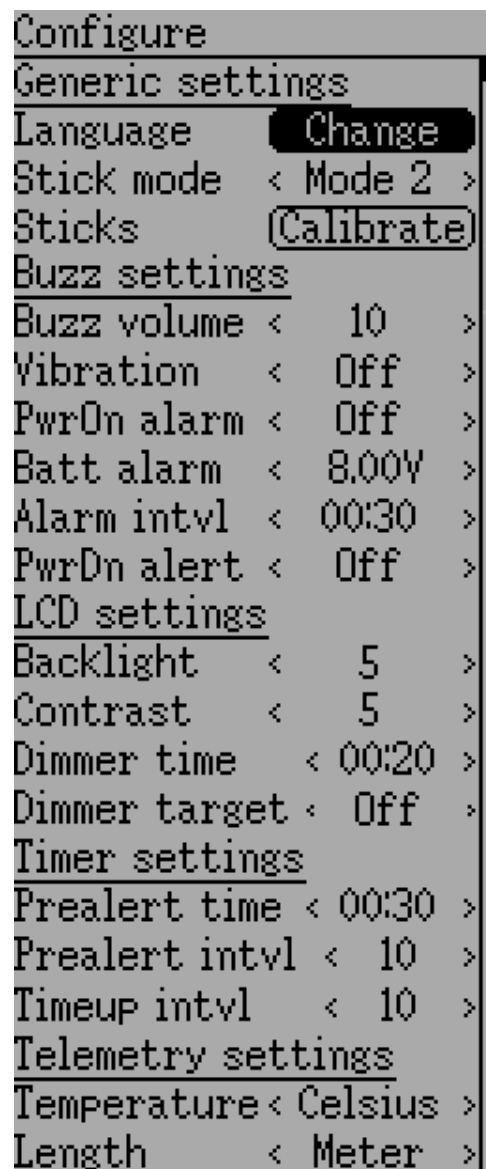 Configure
Generic settings
Language Change
Stick mode < Mode 2 >
Sticks Calibrate
Buzz settings
Buzz volume < 10 >
Vibration < Off >
PwrOn alarm < Off >
Batt alarm < 8.00V >
Alarm intvl < 00:30 >
PwrDn alert < Off >
LCD settings
Backlight < 5 >
Contrast < 5 >
Dimmer time < 00:20 >
Dimmer target < Off >
Timer settings
Prealert time < 00:30 >
Prealert intvl < 10 >
Timeup intvl < 10 >
Telemetry settings
Temperature < Celsius >
Length < Meter >